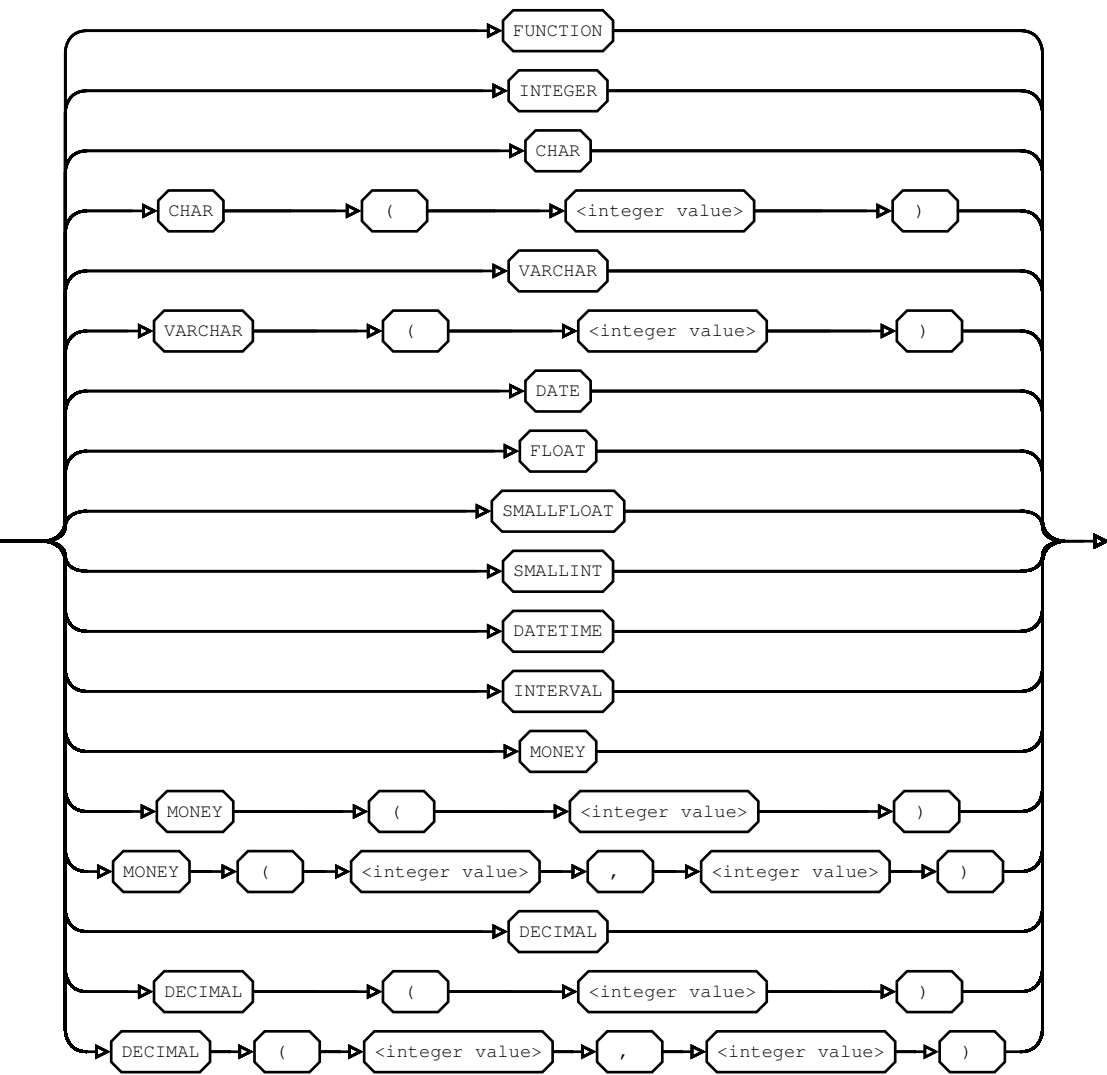 FUNCTION
INTEGER
CHAR
CHAR ( <integer value> )
VARCHAR
VARCHAR ( <integer value> )
DATE
FLOAT
SMALLFLOAT
SMALLINT
DATETIME
INTERVAL
MONEY
MONEY ( <integer value> )
MONEY ( <integer value> , <integer value> )
DECIMAL
DECIMAL ( <integer value> )
DECIMAL ( <integer value> , <integer value> )